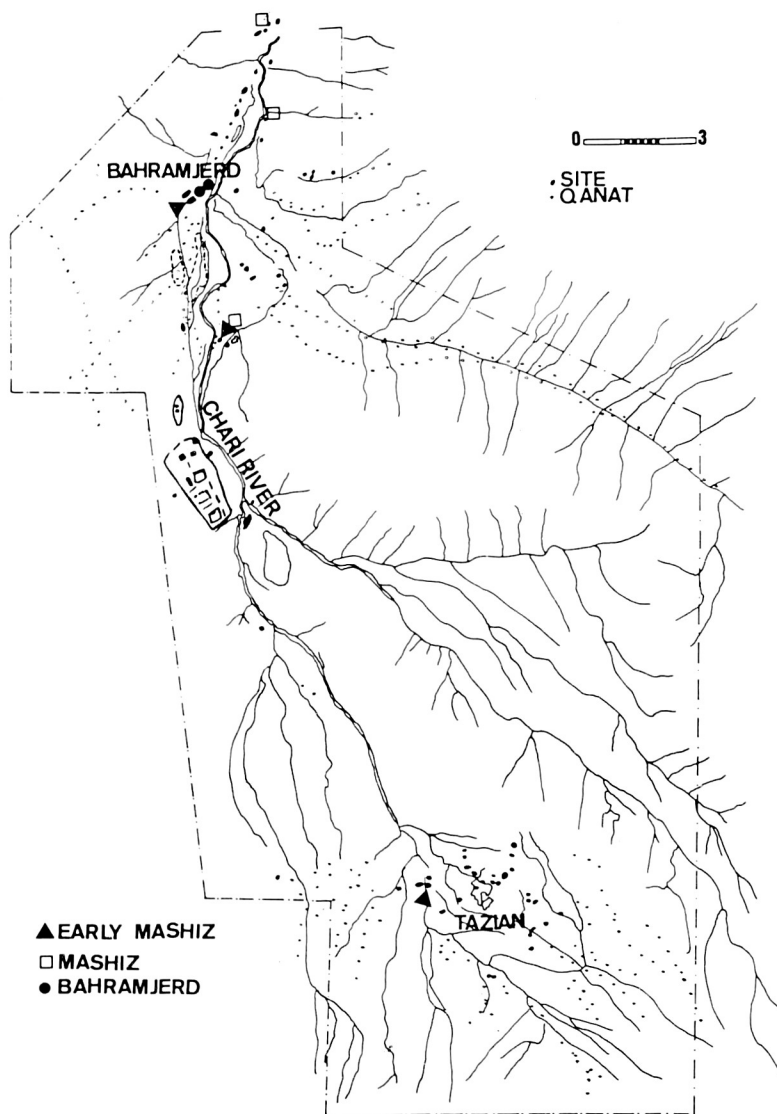 BAHRAMJERD
0 3
SITE
QANAT
CHARI RIVER
TAZIAN
EARLY MASHIZ
MASHIZ
BAHRAMJERD